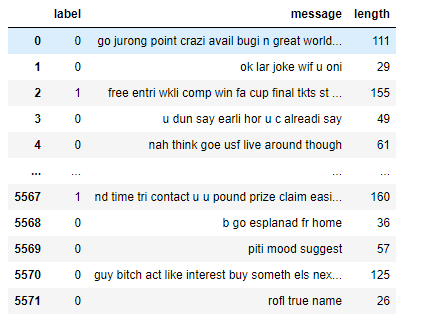 label message length
0 0 go jurong point crazi avail bugi n great world... 111
1 0 ok lar joke wif u oni 29
2 1 free entri wkli comp win fa cup final tkts st ... 155
3 0 u dun say earli hor u c alreadi say 49
4 0 nah think goe usf live around though 61
... ... ... ...
5567 1 nd time tri contact u u pound prize claim easi... 160
5568 0 b go esplanad fr home 36
5569 0 piti mood suggest 57
5570 0 guy bitch act like interest buy someth els nex... 125
5571 0 rofl true name 26